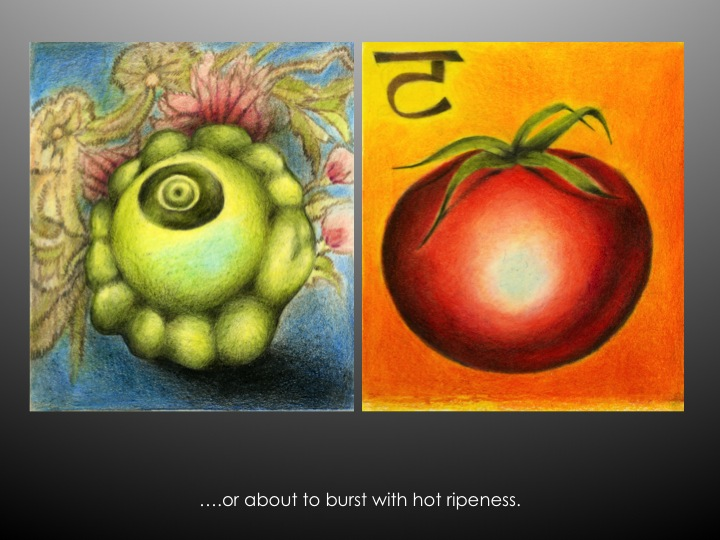 ट
....or about to burst with hot ripeness.